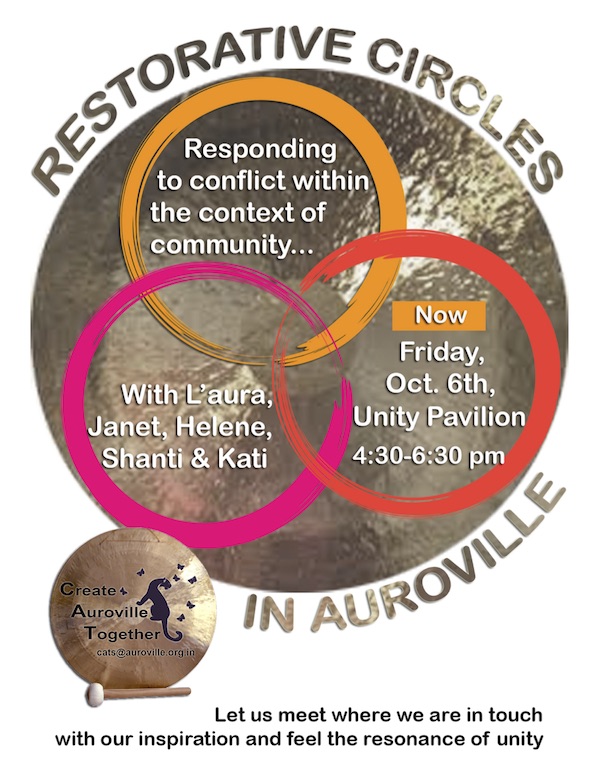 RESTORATIVE CIRCLES
Responding
to conflict within
the context of
community...
Now
Friday,
Oct. 6th,
Unity Pavilion
4:30-6:30 pm
With L'aura,
Janet, Helene,
Shanti & Kati
IN AUROVILLE
Create
Auroville
Together
cats@auroville.org.in
Let us meet where we are in touch
with our inspiration and feel the resonance of unity